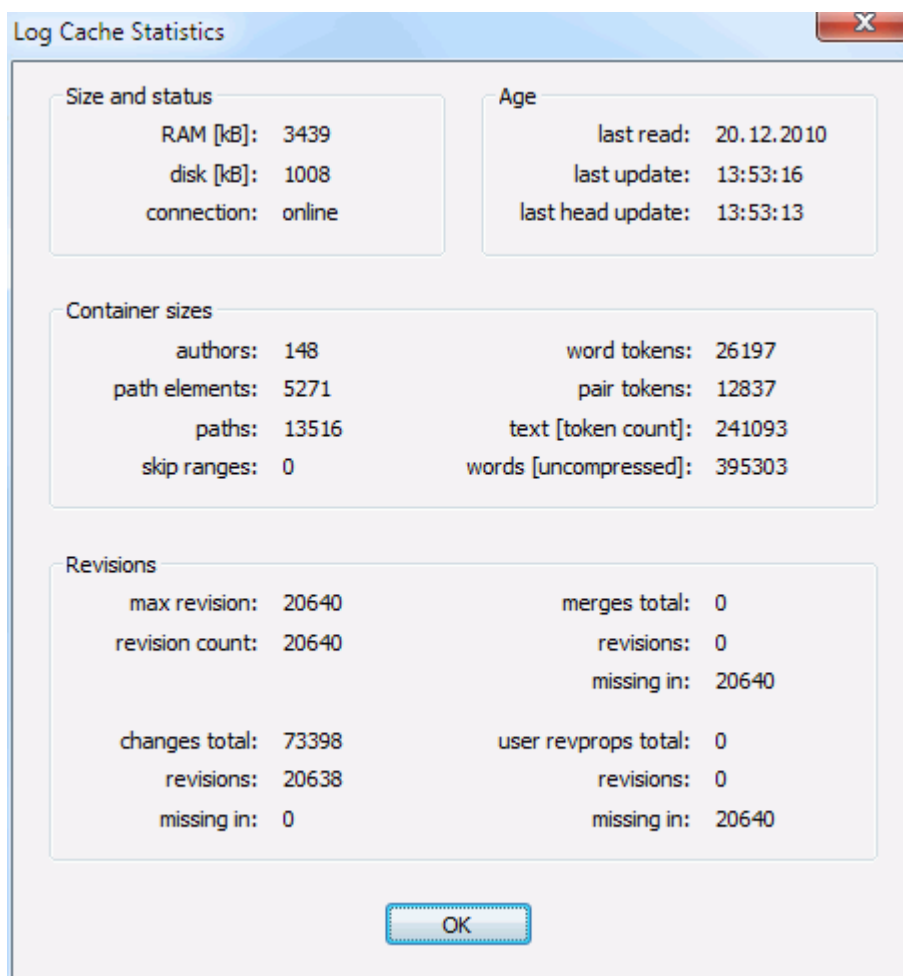 Log Cache Statistics
Size and status
RAM [kB]: 3439
disk [kB]: 1008
connection: online
Age
last read: 20.12.2010
last update: 13:53:16
last head update: 13:53:13
Container sizes
authors: 148 word tokens: 26197
path elements: 5271 pair tokens: 12837
paths: 13516 text [token count]: 241093
skip ranges: 0 words [uncompressed]: 395303
Revisions
max revision: 20640 merges total: 0
revision count: 20640 revisions: 0
missing in: 20640
changes total: 73398 user revprops total: 0
revisions: 20638 revisions: 0
missing in: 0 missing in: 20640
OK